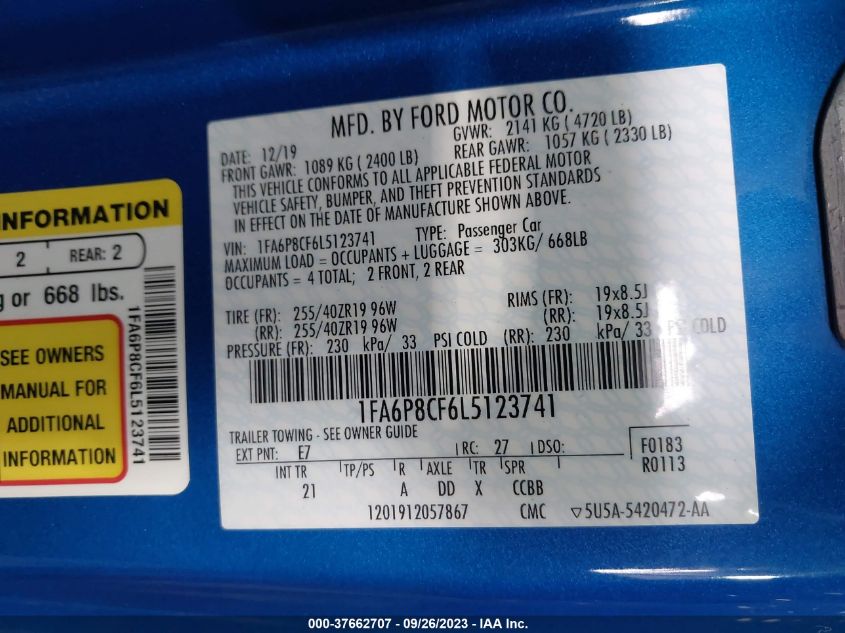 MFD. BY FORD MOTOR CO.
DATE: 12/19 GVWR: 2141 KG ( 4720 LB)
FRONT GAWR: 1089 KG ( 2400 LB) REAR GAWR: 1057 KG ( 2330 LB)
THIS VEHICLE CONFORMS TO ALL APPLICABLE FEDERAL MOTOR
VEHICLE SAFETY, BUMPER, AND THEFT PREVENTION STANDARDS
IN EFFECT ON THE DATE OF MANUFACTURE SHOWN ABOVE.
VIN: 1FA6P8CF6L5123741 TYPE: Passenger Car
MAXIMUM LOAD = OCCUPANTS + LUGGAGE = 303KG/ 668LB
OCCUPANTS = 4 TOTAL; 2 FRONT, 2 REAR
TIRE (FR): 255/40ZR19 96W RIMS (FR): 19x8.5J
(RR): 255/40ZR19 96W (RR): 19x8.5J
PRESSURE (FR): 230 kPa/ 33 PSI COLD (RR): 230 kPa/ 33 PSI COLD
1FA6P8CF6L5123741
TRAILER TOWING - SEE OWNER GUIDE
EXT PNT: E7 RC: 27 DSO: F0183
R0113
INT TR TP/PS R AXLE TR SPR
21 A DD X CCBB
1201912057867 CMC ▽5U5A-5420472-AA
INFORMATION
2 REAR: 2
g or 668 lbs.
SEE OWNERS
MANUAL FOR
ADDITIONAL
INFORMATION
1FA6P8CF6L5123741
000-37662707 - 09/26/2023 - IAA Inc.